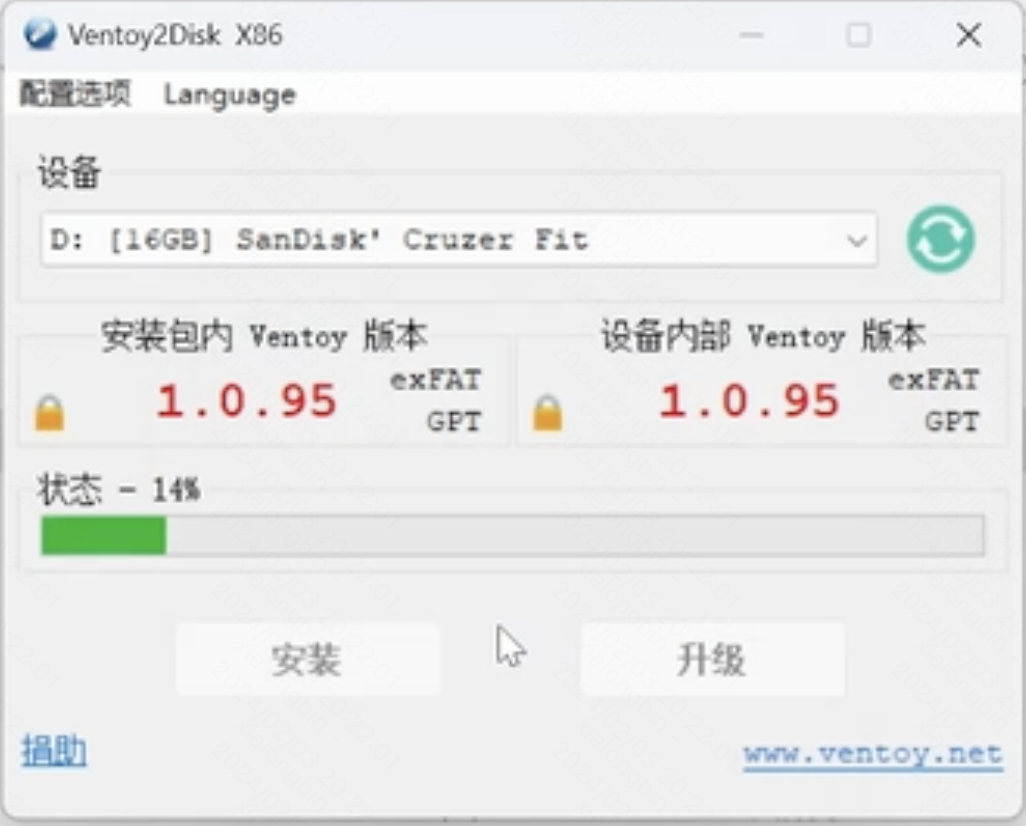 Ventoy2Disk X86
配置选项 Language
设备
D: [16GB] SanDisk' Cruzer Fit
安装包内 Ventoy 版本
1.0.95
exFAT
GPT
设备内部 Ventoy 版本
1.0.95
exFAT
GPT
状态 - 14%
安装
升级
捐助
www.ventoy.net